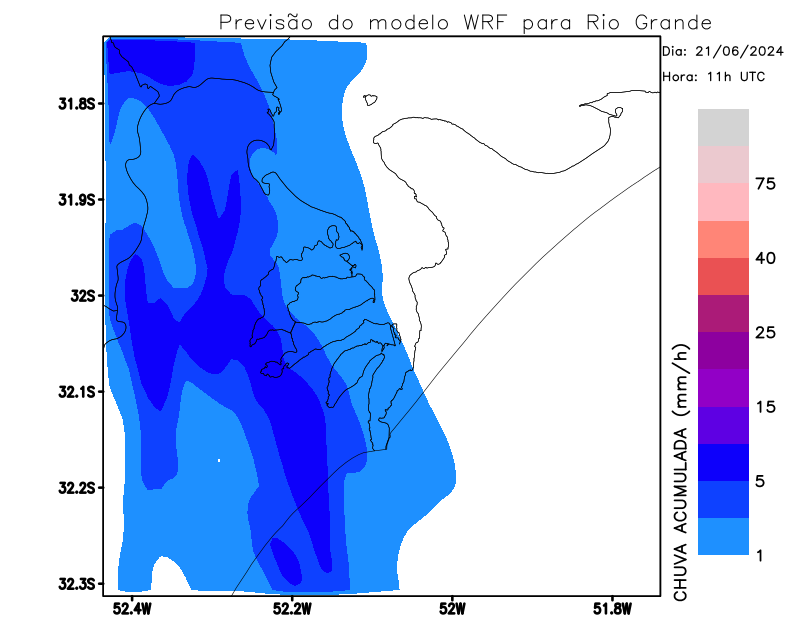 Previsão do modelo WRF para Rio Grande
Dia: 21/06/2024
Hora: 11h UTC
31.8S
31.9S
32S
32.1S
32.2S
32.3S
52.4W
52.2W
52W
51.8W
75
40
25
15
5
1
CHUVA ACUMULADA (mm/h)